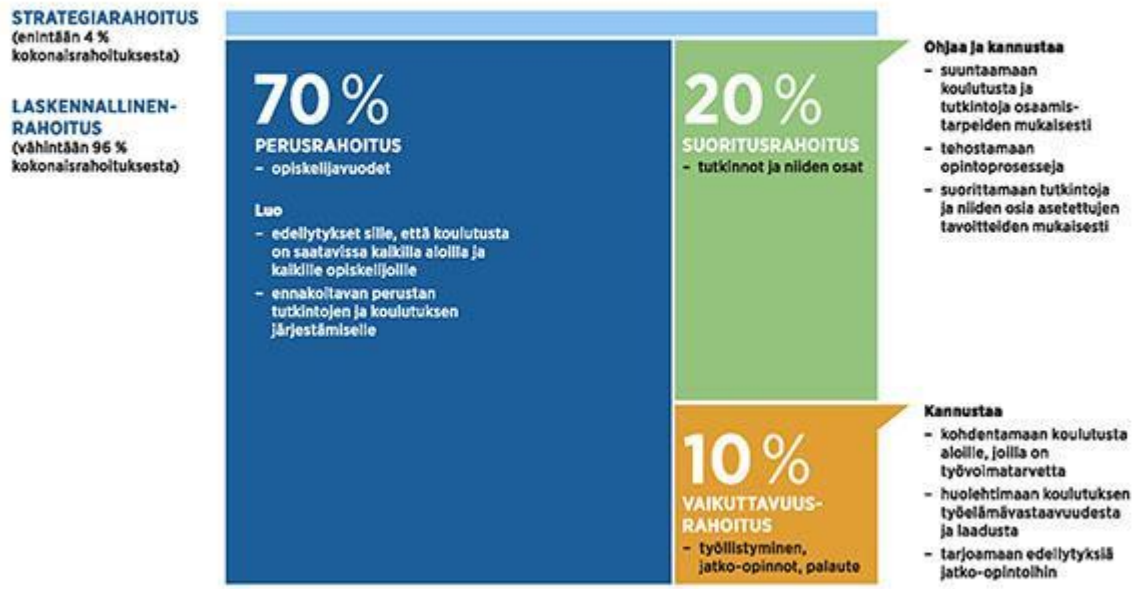 STRATEGIARAHOITUS
(enintään 4 %
kokonaisrahoituksesta)
LASKENNALLINEN-
RAHOITUS
(vähintään 96 %
kokonaisrahoituksesta)
70 %
PERUSRAHOITUS
– opiskelijavuodet
Luo
– edellytykset sille, että koulutusta
on saatavissa kaikilla aloilla ja
kaikille opiskelijoille
– ennakoitavan perustan
tutkintojen ja koulutuksen
järjestämiselle
20 %
SUORITUSRAHOITUS
– tutkinnot ja niiden osat
Ohjaa ja kannustaa
– suuntaamaan
koulutusta ja
tutkintoja osaamis-
tarpeiden mukaisesti
– tehostamaan
opintoprosesseja
– suorittamaan tutkintoja
ja niiden osia asetettujen
tavoitteiden mukaisesti
10 %
VAIKUTTAVUUS-
RAHOITUS
– työllistyminen,
jatko-opinnot, palaute
Kannustaa
– kohdentamaan koulutusta
aloille, joilla on
työvoimatarvetta
– huolehtimaan koulutuksen
työelämävastaavuudesta
ja laadusta
– tarjoamaan edellytyksiä
jatko-opintoihin